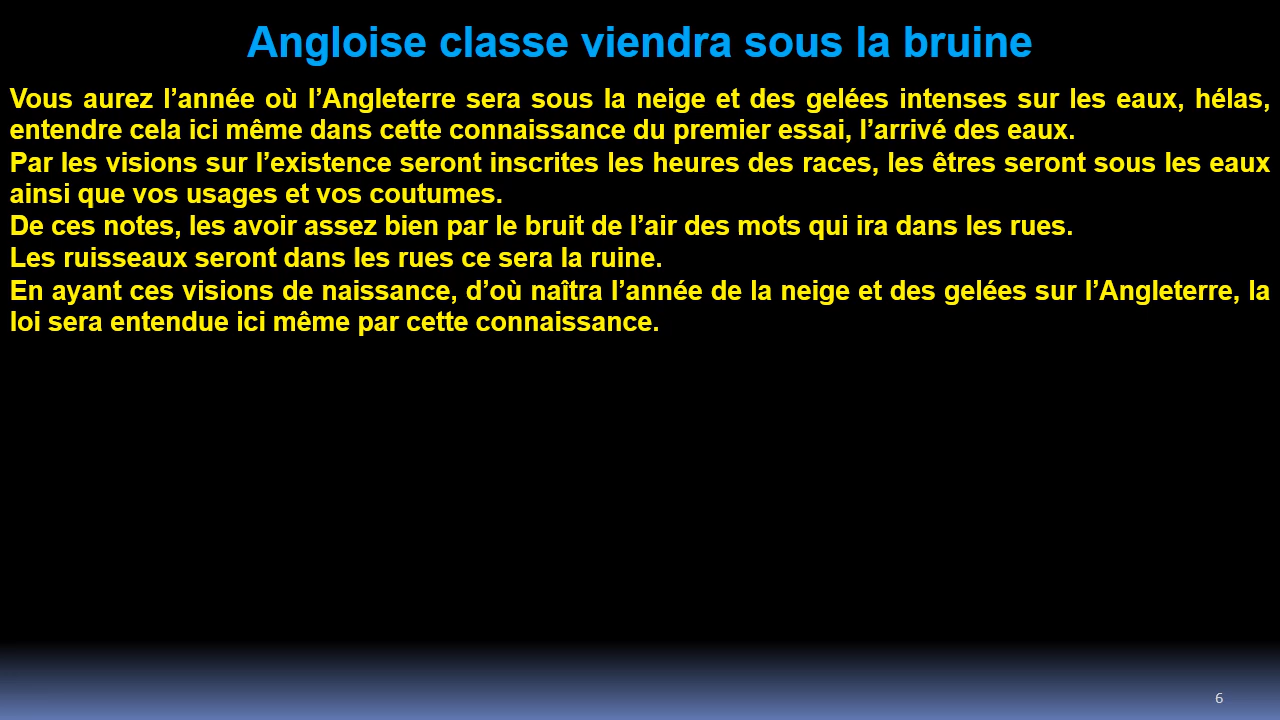 Angloise classe viendra sous la bruine
Vous aurez l’année où l’Angleterre sera sous la neige et des gelées intenses sur les eaux, hélas,
entendre cela ici même dans cette connaissance du premier essai, l’arrivé des eaux.
Par les visions sur l’existence seront inscrites les heures des races, les êtres seront sous les eaux
ainsi que vos usages et vos coutumes.
De ces notes, les avoir assez bien par le bruit de l’air des mots qui ira dans les rues.
Les ruisseaux seront dans les rues ce sera la ruine.
En ayant ces visions de naissance, d’où naîtra l’année de la neige et des gelées sur l’Angleterre, la
loi sera entendue ici même par cette connaissance.
6